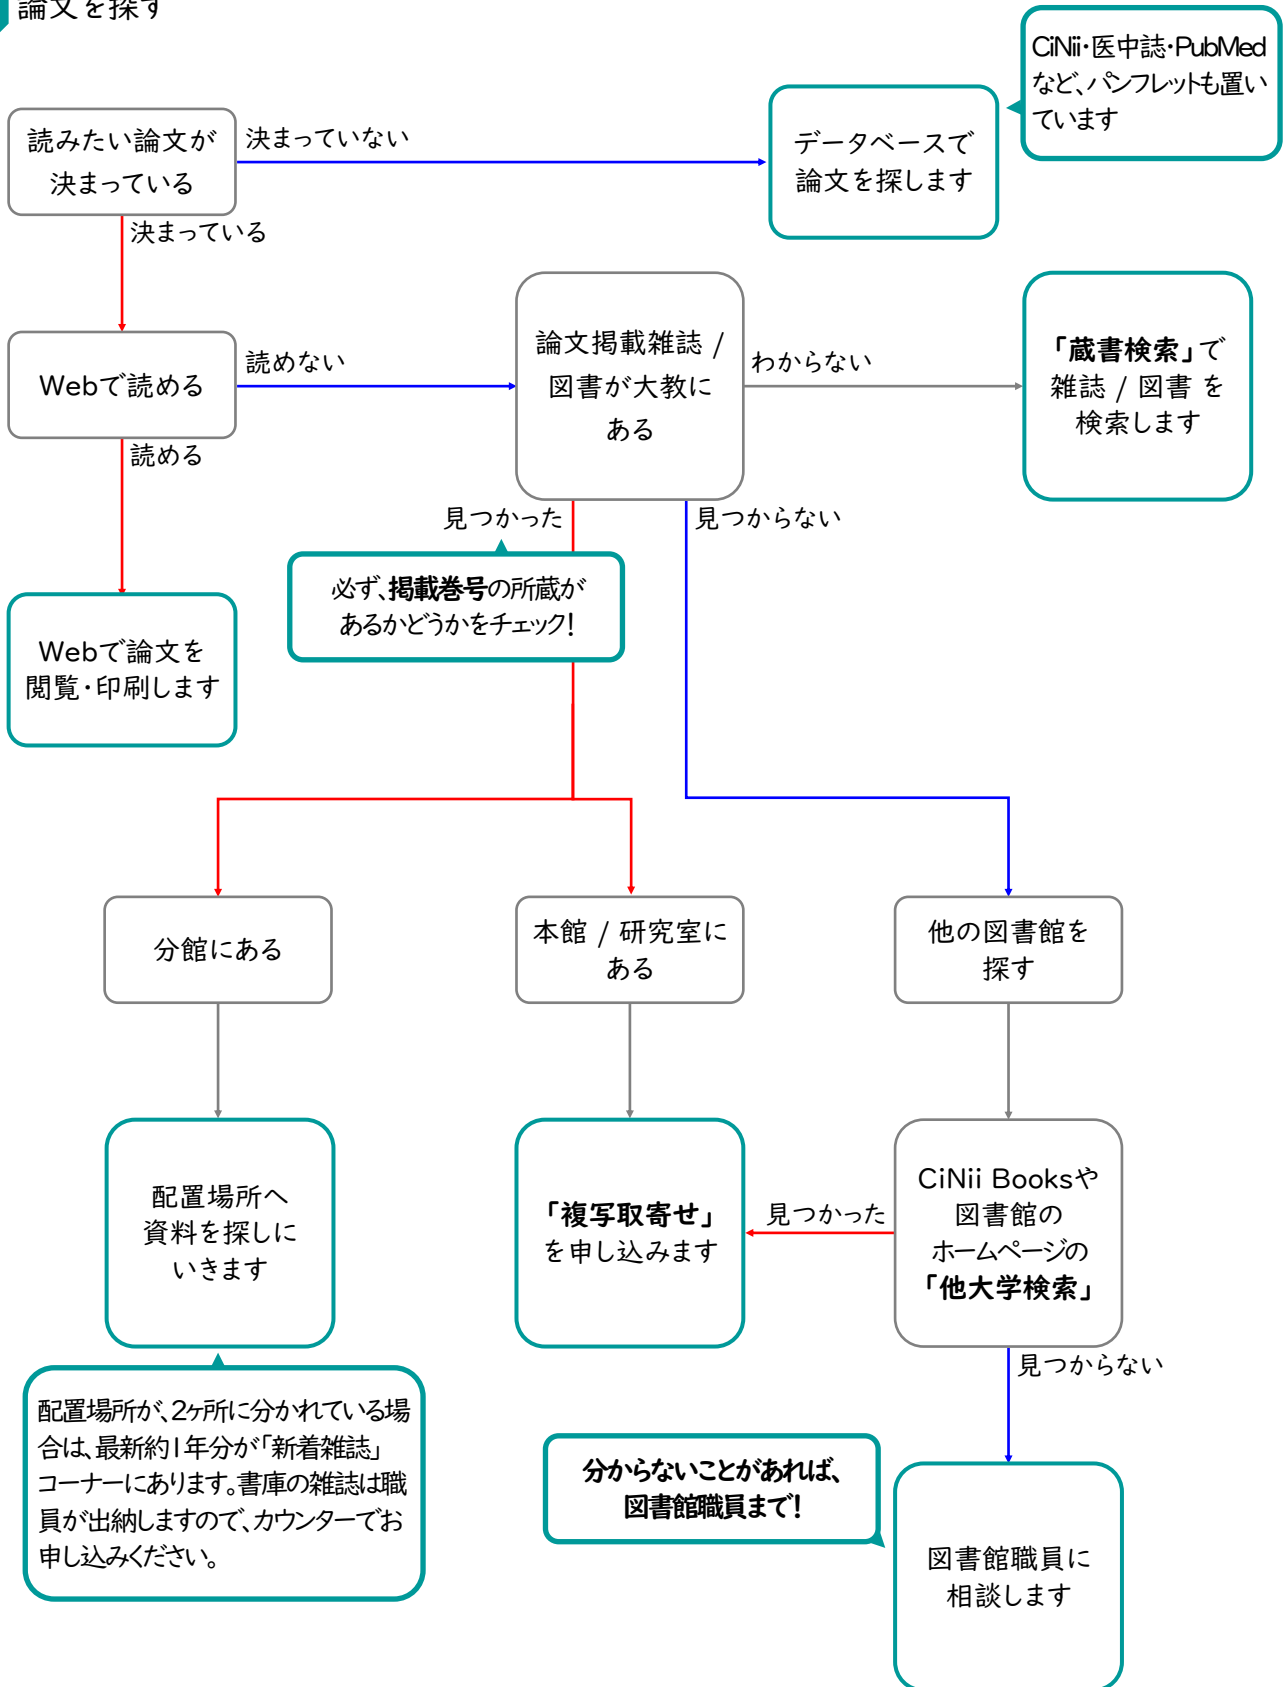 論文を探す
CiNii・医中誌・PubMed
など、パンフレットも置い
ています
読みたい論文が
決まっている
決まっていない
データベースで
論文を探します
決まっている
Webで読める
読めない
論文掲載雑誌 /
図書が大教に
ある
わからない
「蔵書検索」で
雑誌 / 図書 を
検索します
読める
見つかった
見つからない
必ず、掲載巻号の所蔵が
あるかどうかをチェック!
Webで論文を
閲覧・印刷します
分館にある
本館 / 研究室に
ある
他の図書館を
探す
配置場所へ
資料を探しに
いきます
「複写取寄せ」
を申し込みます
見つかった
CiNii Booksや
図書館の
ホームページの
「他大学検索」
見つからない
配置場所が、2ヶ所に分かれている場
合は、最新約1年分が「新着雑誌」
コーナーにあります。書庫の雑誌は職
員が出納しますので、カウンターでお
申し込みください。
分からないことがあれば、
図書館職員まで!
図書館職員に
相談します